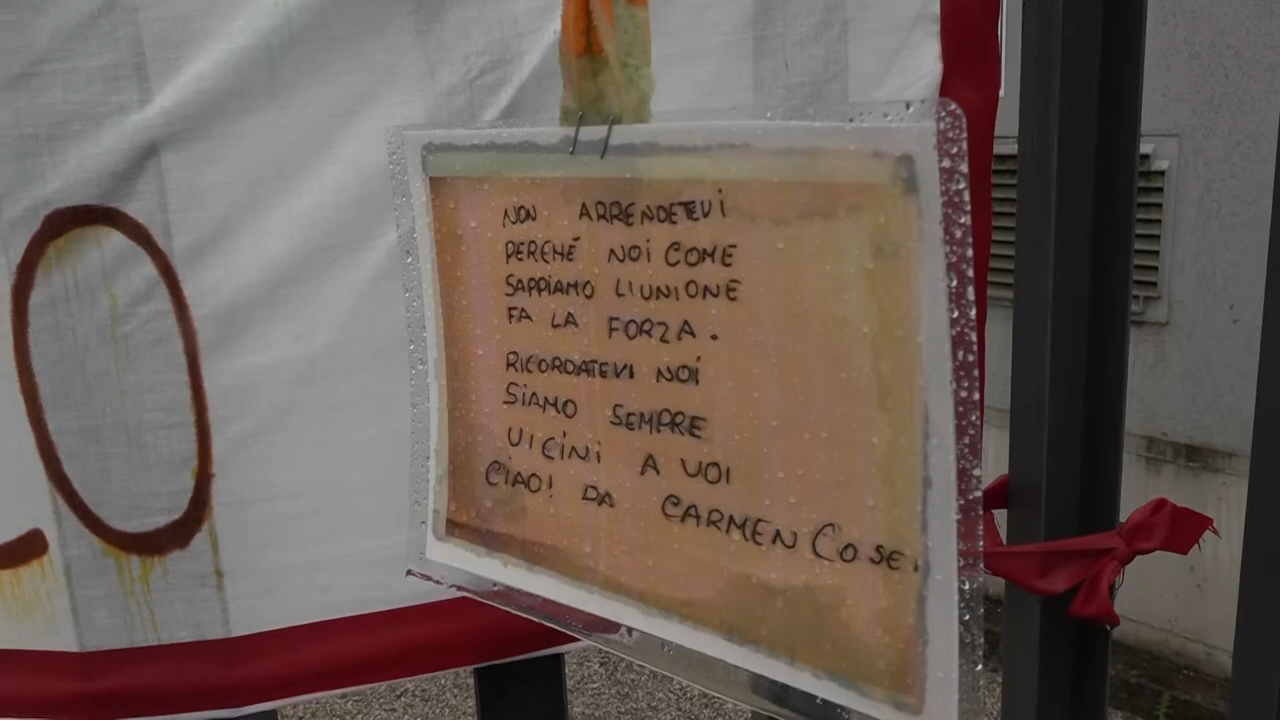 O
NON ARRENDETEVI
PERCHÉ NOI COME
SAPPIAMO L'UNIONE
FA LA FORZA.
RICORDATEVI NOI
SIAMO SEMPRE
VICINI A VOI
CIAO! DA CARMEN COSE.